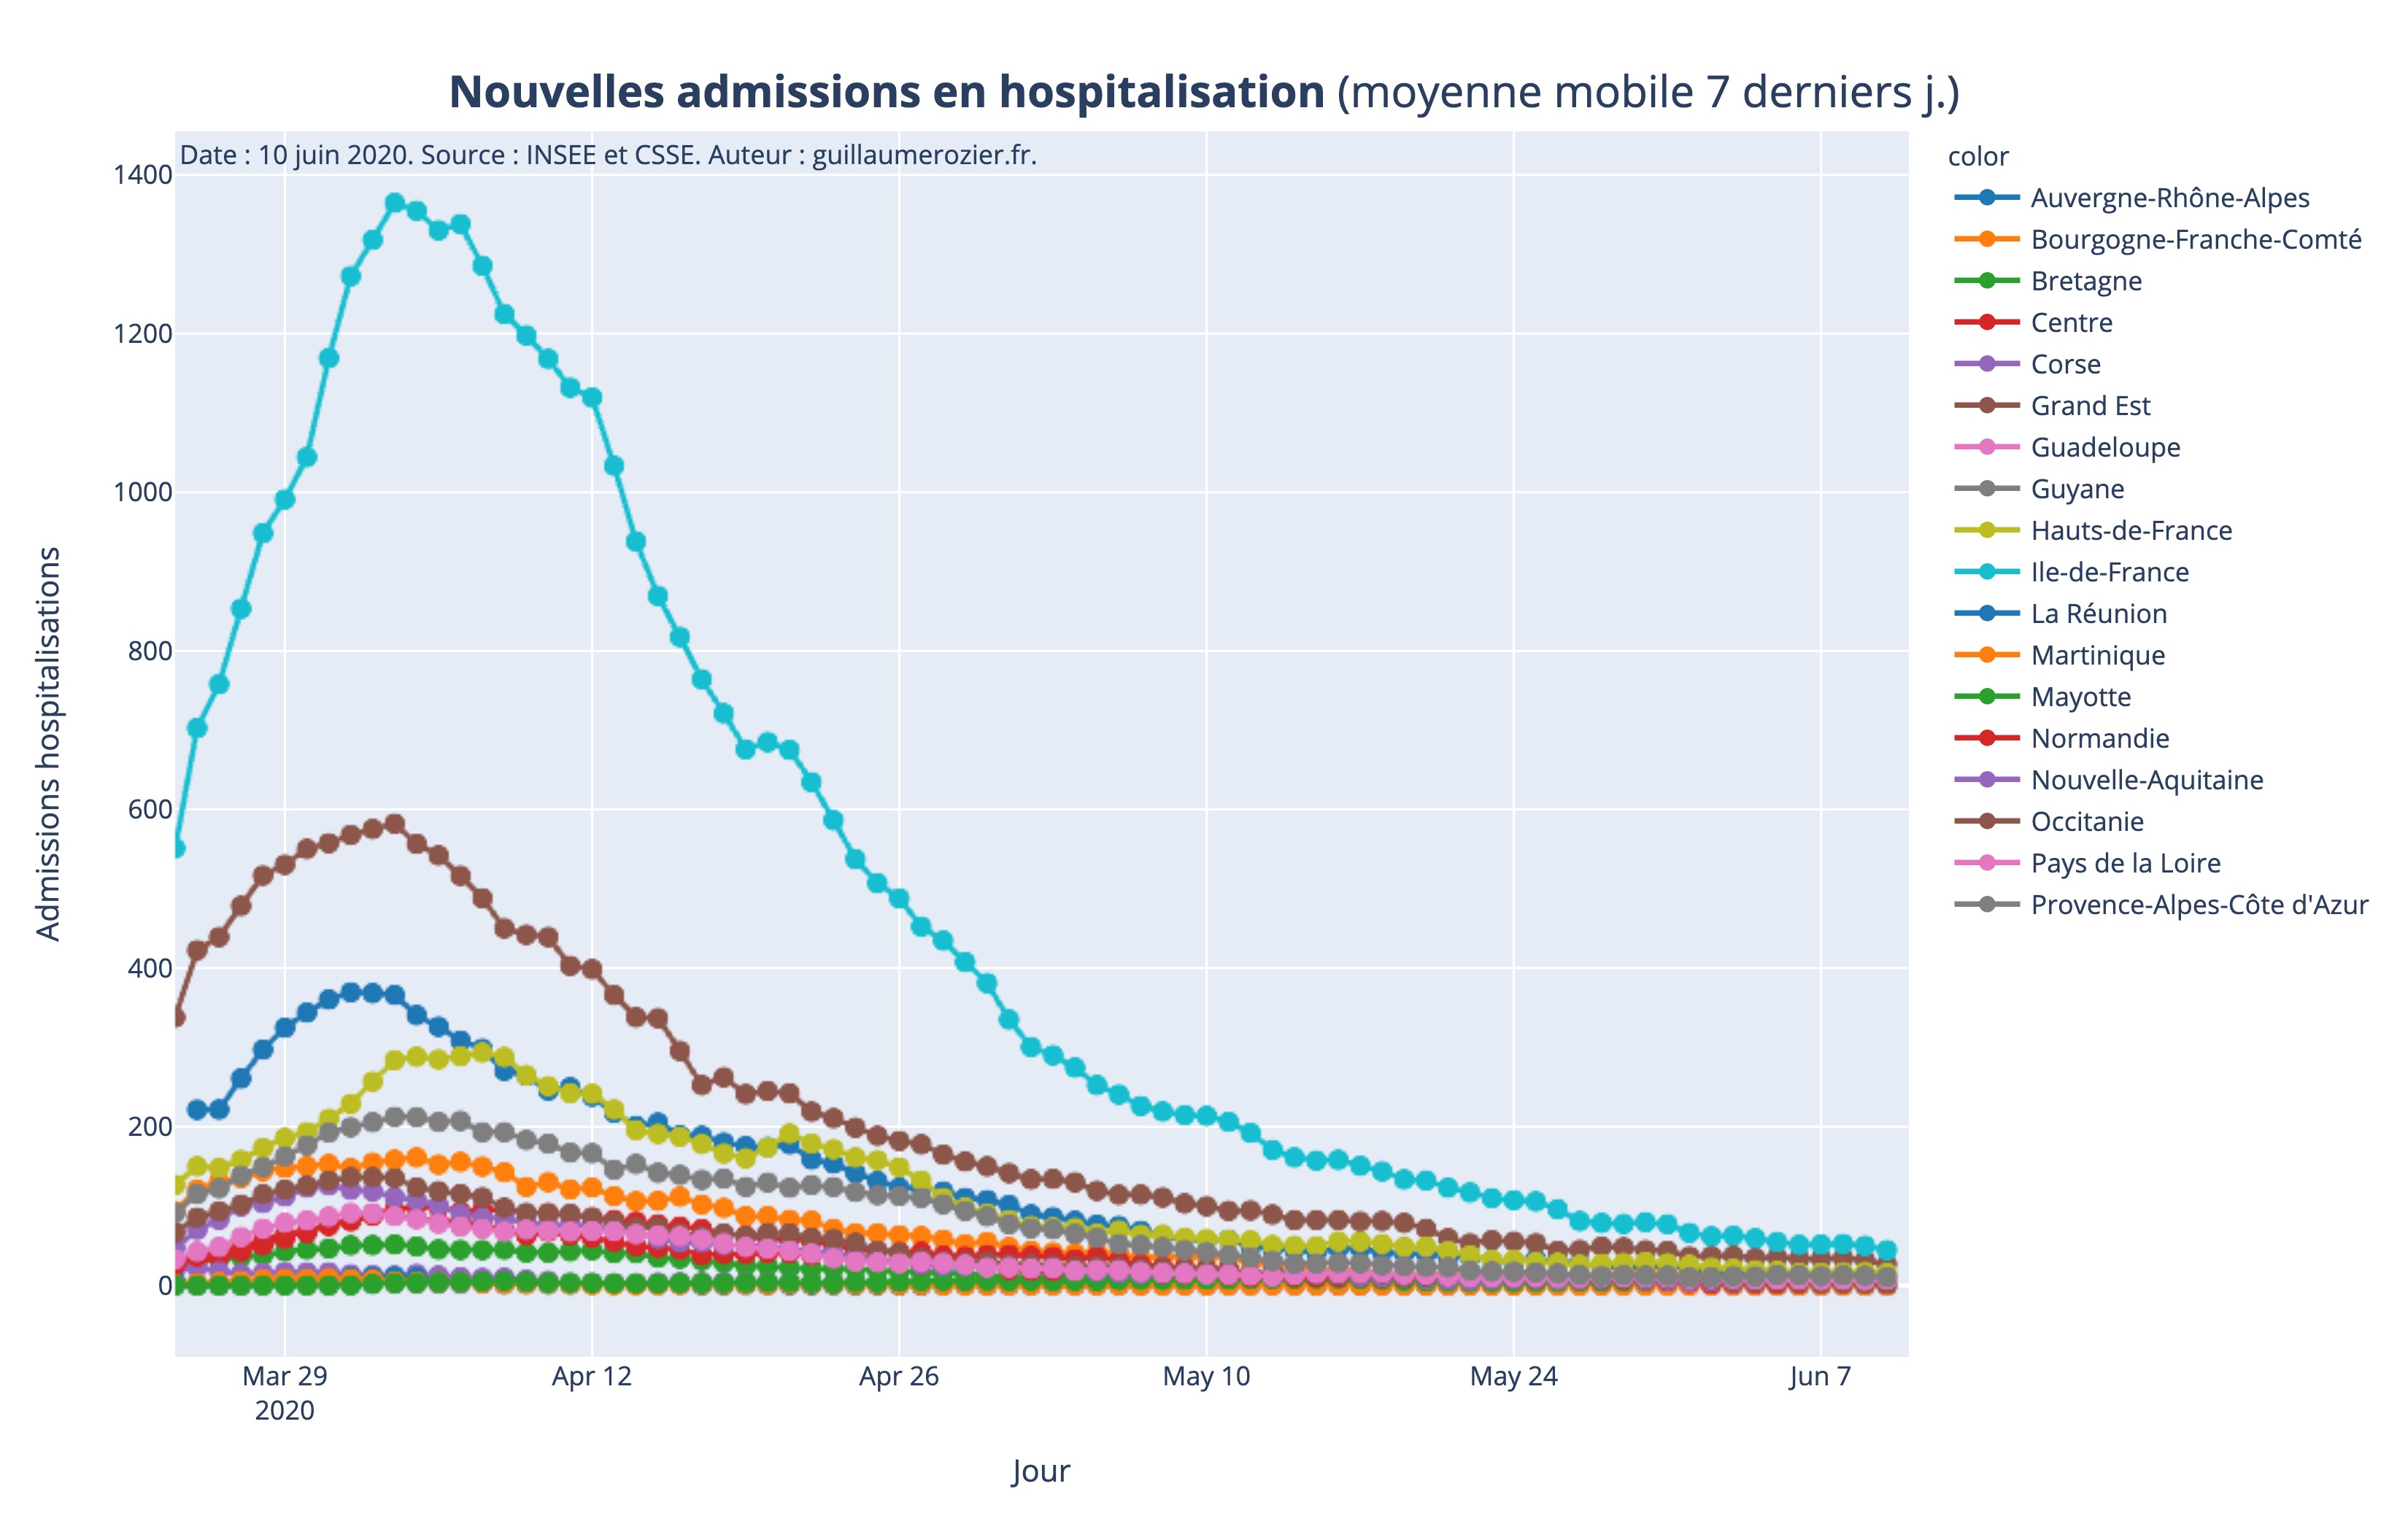 Nouvelles admissions en hospitalisation (moyenne mobile 7 derniers j.)
Date : 10 juin 2020. Source : INSEE et CSSE. Auteur : guillaumerozier.fr.
1400
1200
1000
800
600
400
200
0
Admissions hospitalisations
Mar 29
2020
Apr 12
Apr 26
May 10
May 24
Jun 7
Jour
color
Auvergne-Rhône-Alpes
Bourgogne-Franche-Comté
Bretagne
Centre
Corse
Grand Est
Guadeloupe
Guyane
Hauts-de-France
Ile-de-France
La Réunion
Martinique
Mayotte
Normandie
Nouvelle-Aquitaine
Occitanie
Pays de la Loire
Provence-Alpes-Côte d'Azur